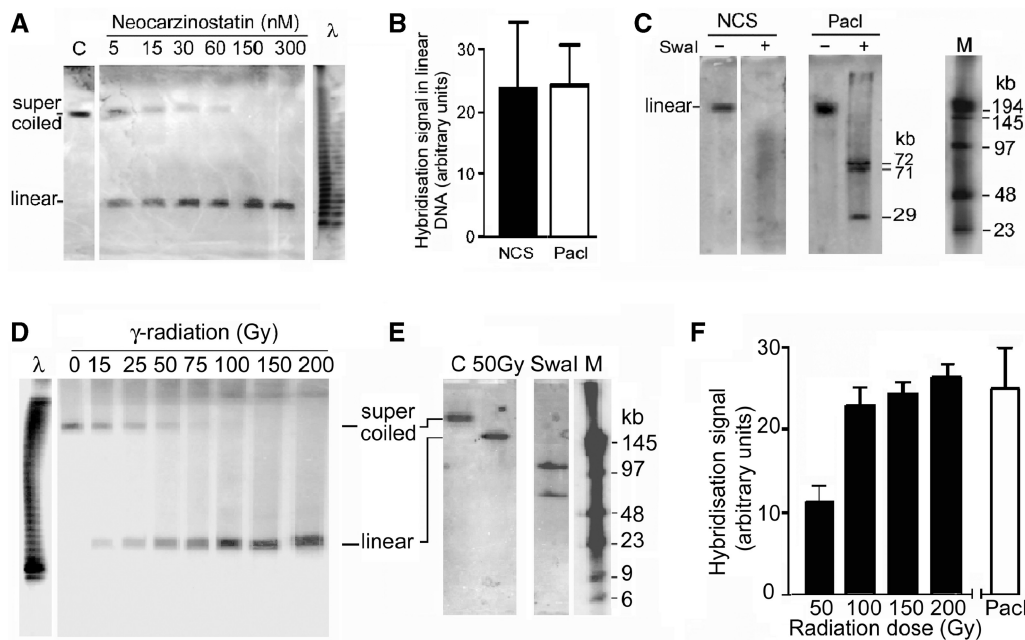 A
Neocarzinostatin (nM)
C 5 15 30 60 150 300 λ
super
coiled
linear
B
Hybridisation signal in linear
DNA (arbitrary units)
30
20
10
0
NCS PacI
C
NCS PacI
SwaI – + – + M
linear
kb
72
71
29
kb
194
145
97
48
23
D
γ-radiation (Gy)
λ 0 15 25 50 75 100 150 200
super
coiled
linear
E
C 50Gy SwaI M
kb
145
97
48
23
9
6
F
Hybridisation signal
(arbitrary units)
30
20
10
0
50 100 150 200 PacI
Radiation dose (Gy)